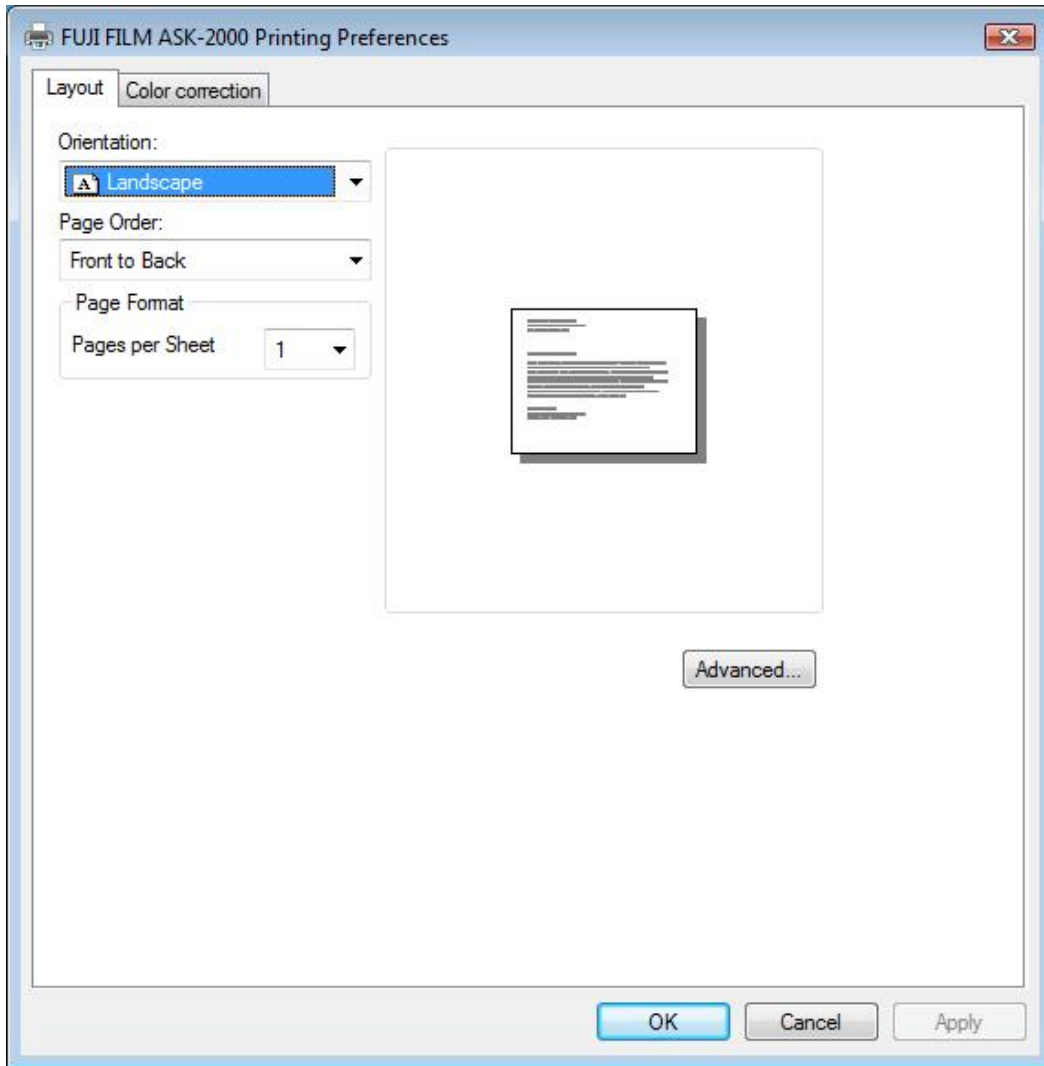 FUJI FILM ASK-2000 Printing Preferences
Layout
Color correction
Orientation:
Landscape
Page Order:
Front to Back
Page Format
Pages per Sheet
1
Advanced...
OK
Cancel
Apply